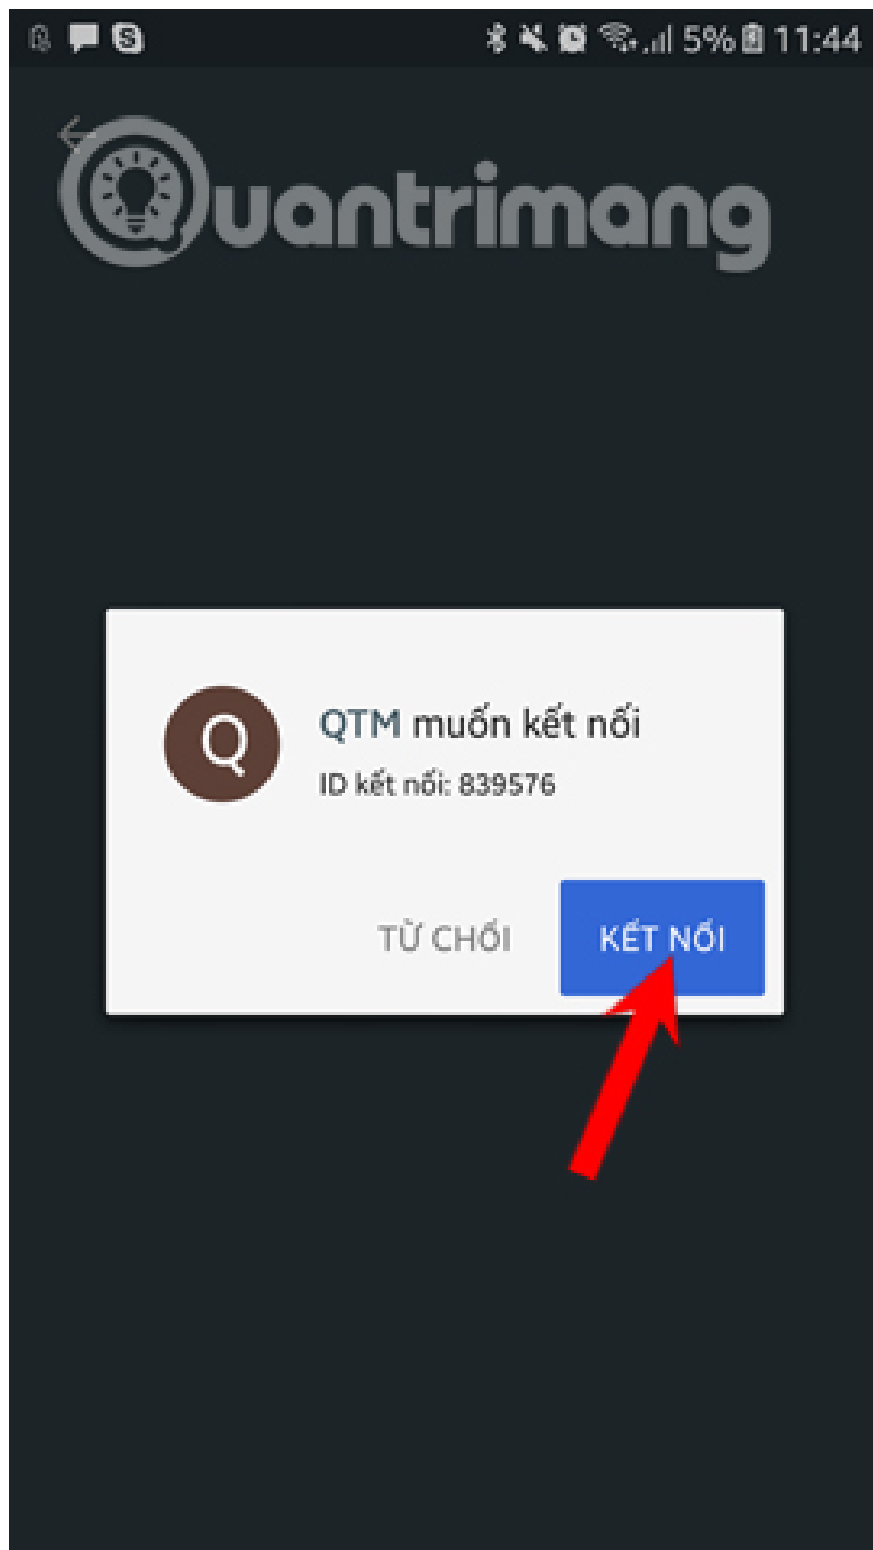 5% 11:44
Quantrimang
Q
QTM muốn kết nối
ID kết nối: 839576
TỪ CHỐI KẾT NỐI